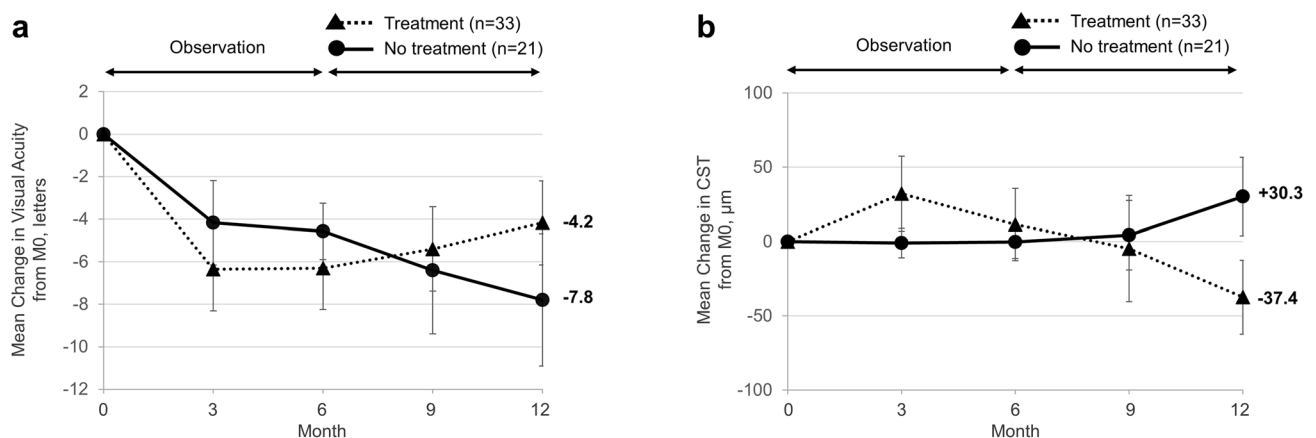 a
Treatment (n=33)
No treatment (n=21)
Observation
2
0
-2
-4
-6
-8
-10
-12
Mean Change in Visual Acuity
from M0, letters
-4.2
-7.8
0 3 6 9 12
Month
b
Treatment (n=33)
No treatment (n=21)
Observation
100
50
0
-50
-100
Mean Change in CST
from M0, μm
+30.3
-37.4
0 3 6 9 12
Month